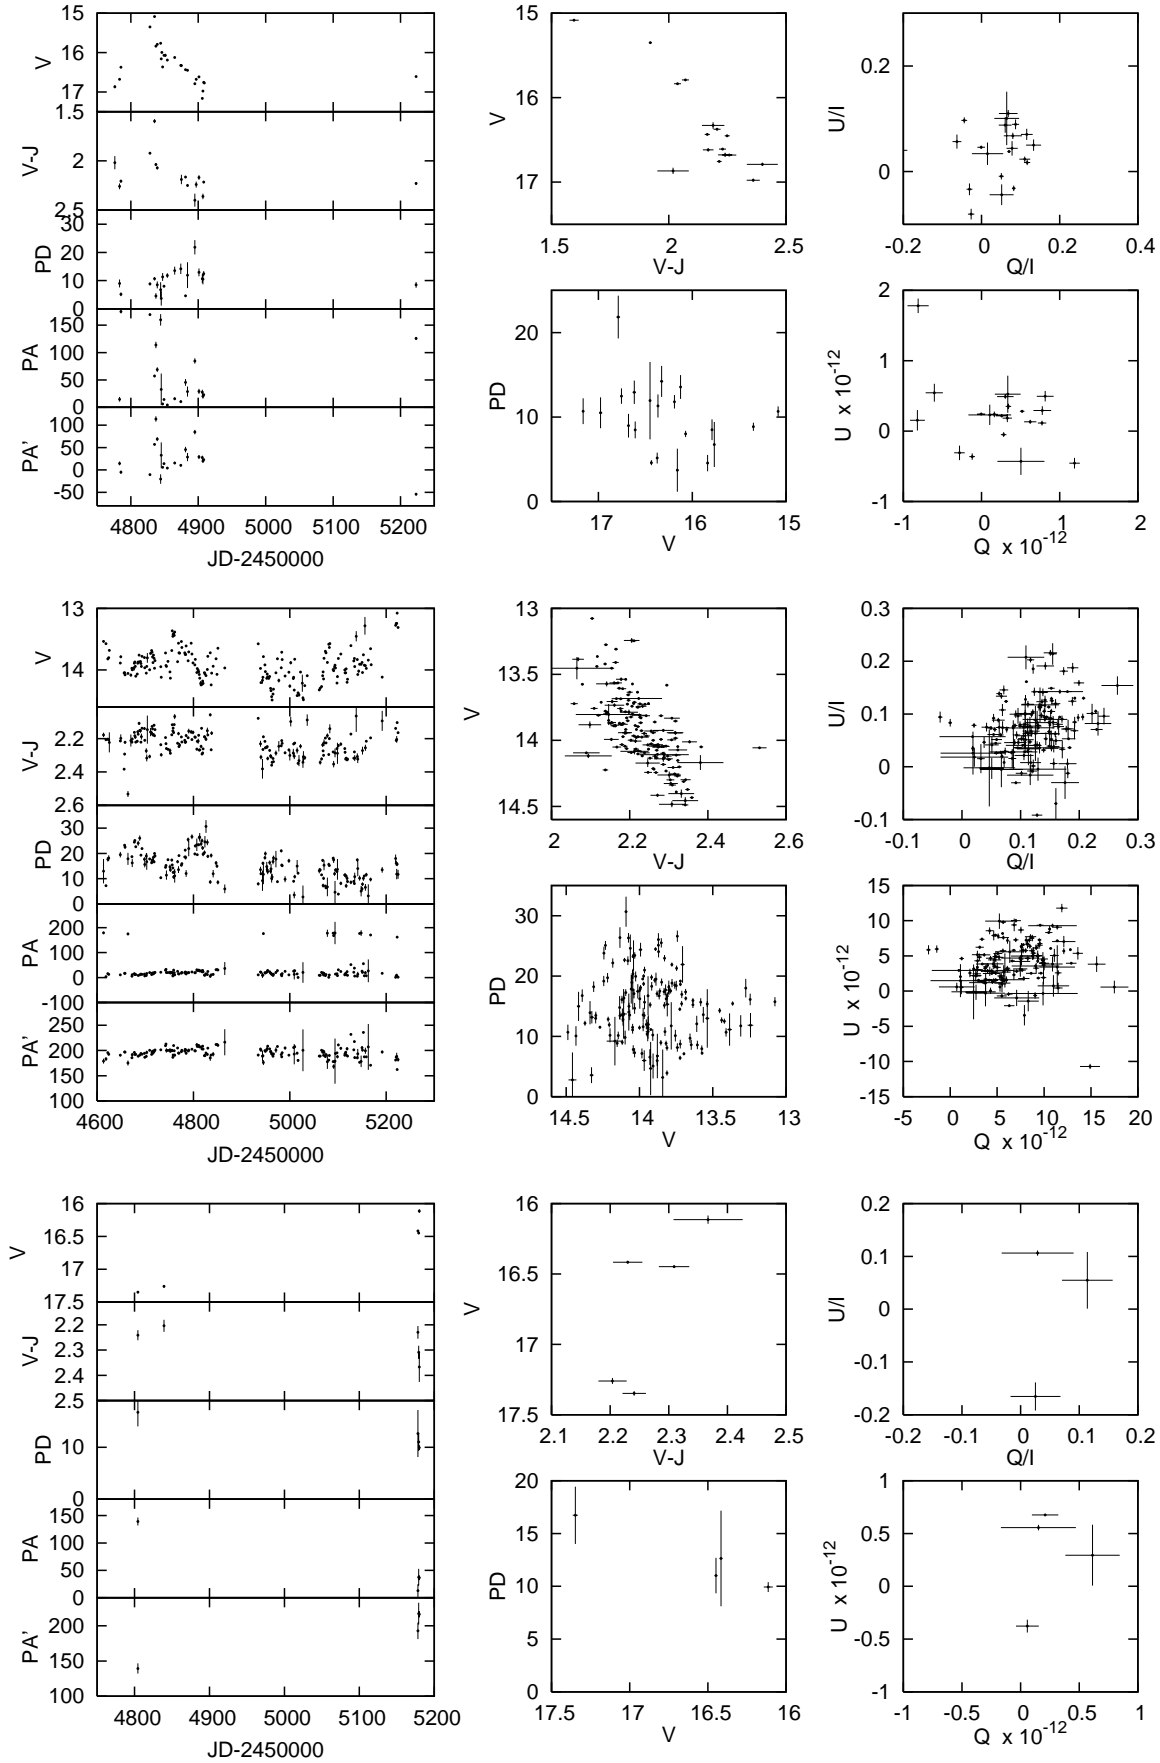 15
16
17
V
1.5
2
2.5
V-J
30
20
10
0
PD
150
100
50
0
PA
100
50
0
-50
PA'
4800 4900 5000 5100 5200
JD-2450000
15
16
17
V
1.5 2 2.5
V-J
20
10
0
PD
17 16 15
V
0.2
0
U/I
-0.2 0 0.2 0.4
Q/I
2
1
0
-1
U x 10-12
-1 0 1 2
Q x 10-12
13
14
V
2.2
2.4
2.6
V-J
30
20
10
0
PD
200
100
0
-100
PA
250
200
150
100
PA'
4600 4800 5000 5200
JD-2450000
13
13.5
14
14.5
V
2 2.2 2.4 2.6
V-J
30
20
10
0
PD
14.5 14 13.5 13
V
0.3
0.2
0.1
0
-0.1
U/I
-0.1 0 0.1 0.2 0.3
Q/I
15
10
5
0
-5
-10
-15
U x 10-12
-5 0 5 10 15 20
Q x 10-12
16
16.5
17
17.5
V
2.2
2.3
2.4
2.5
V-J
10
0
PD
150
100
50
0
PA
200
150
100
PA'
4800 4900 5000 5100 5200
JD-2450000
16
16.5
17
17.5
V
2.1 2.2 2.3 2.4 2.5
V-J
20
15
10
5
0
PD
17.5 17 16.5 16
V
0.2
0.1
0
-0.1
-0.2
U/I
-0.2 -0.1 0 0.1 0.2
Q/I
1
0.5
0
-0.5
-1
U x 10-12
-1 -0.5 0 0.5 1
Q x 10-12